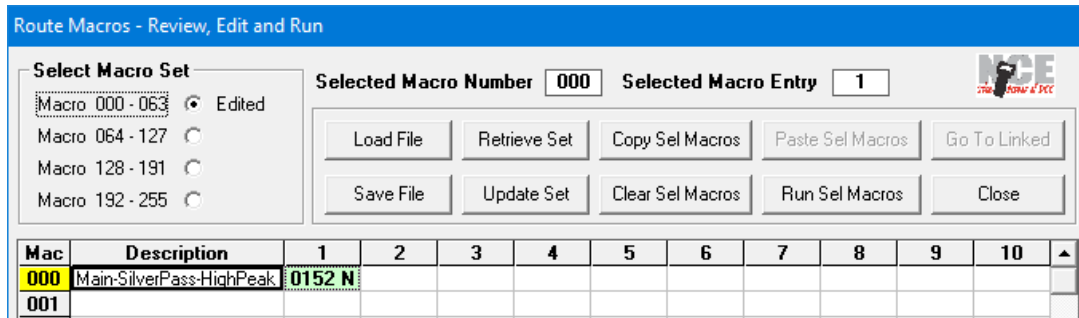 Route Macros - Review, Edit and Run
Select Macro Set
Macro 000 - 063 Edited
Macro 064 - 127
Macro 128 - 191
Macro 192 - 255
Selected Macro Number 000 Selected Macro Entry 1
NCE
Load File Retrieve Set Copy Sel Macros Paste Sel Macros Go To Linked
Save File Update Set Clear Sel Macros Run Sel Macros Close
Mac Description 1 2 3 4 5 6 7 8 9 10
000 Main-SilverPass-HighPeak 0152 N
001